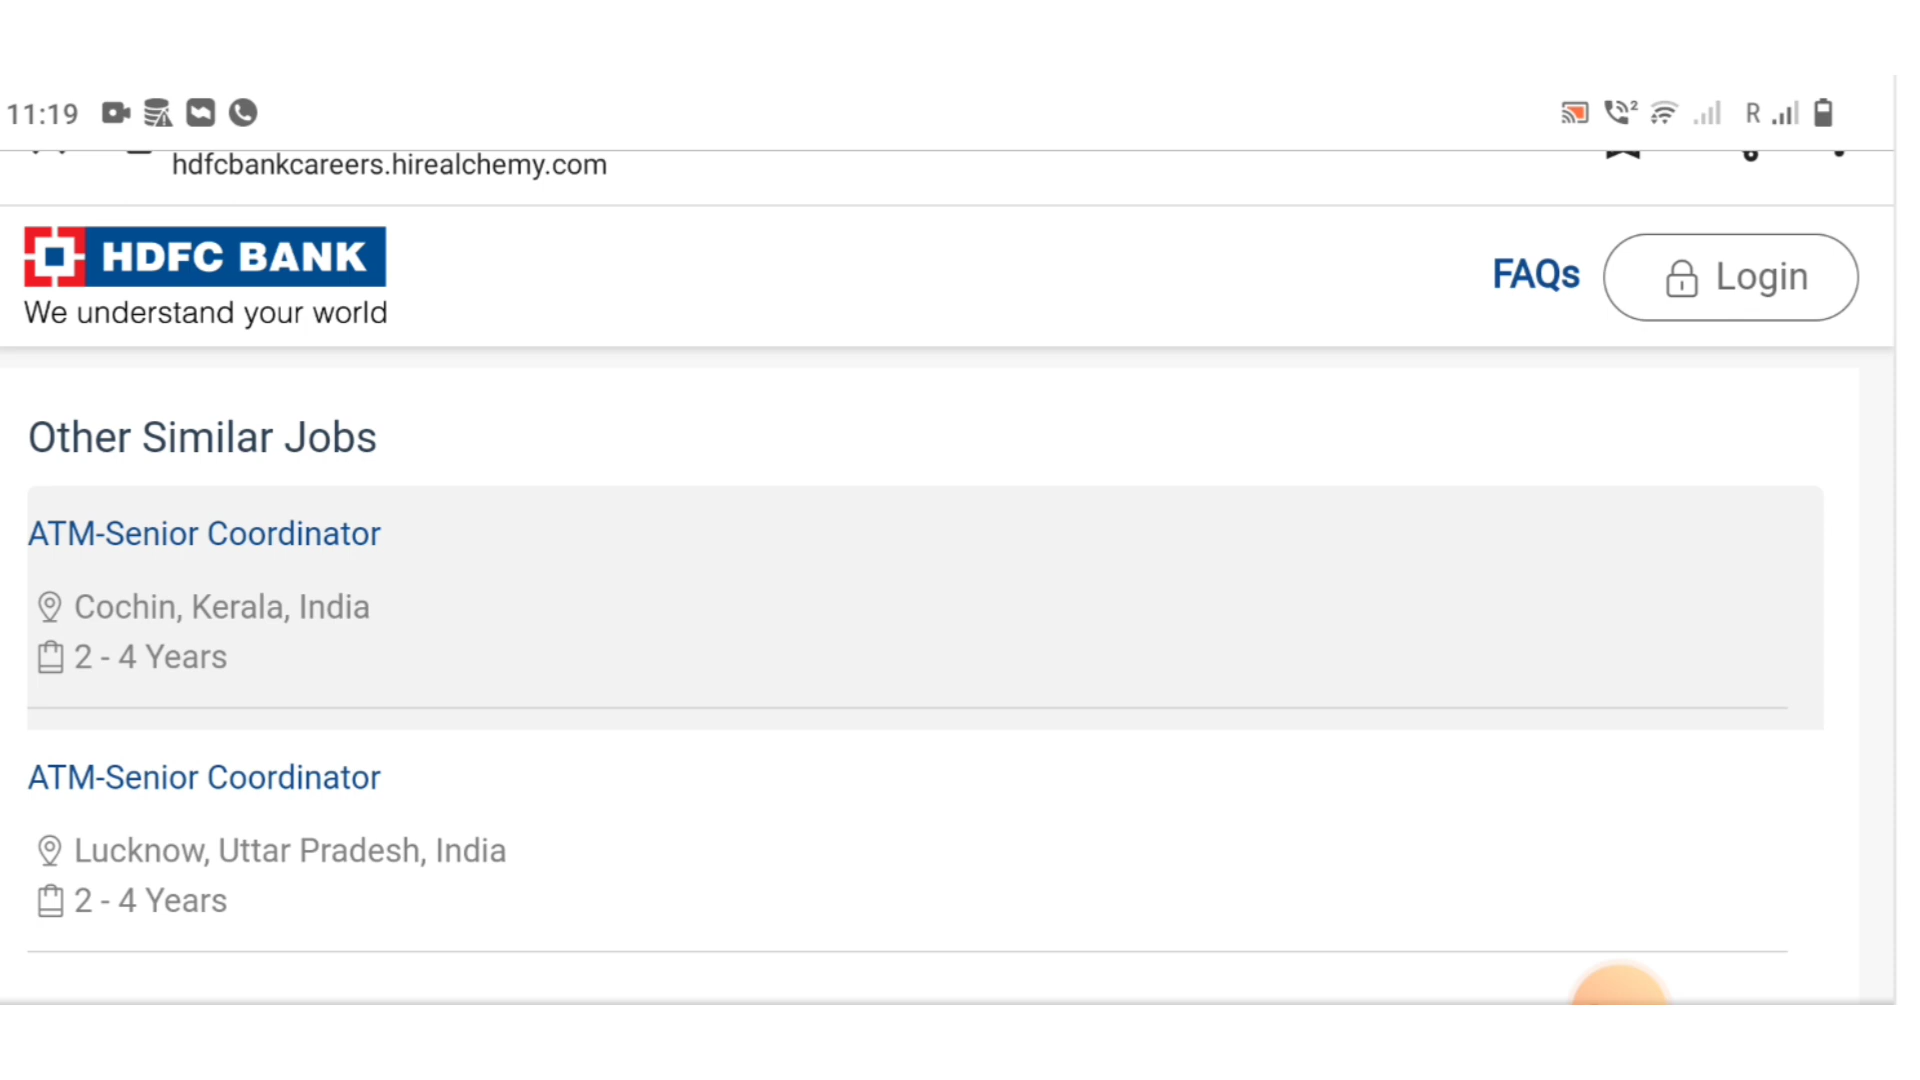 11:19
R
hdfcbankcareers.hirealchemy.com
HDFC BANK
We understand your world
FAQs
Login
Other Similar Jobs
ATM-Senior Coordinator
Cochin, Kerala, India
2 - 4 Years
ATM-Senior Coordinator
Lucknow, Uttar Pradesh, India
2 - 4 Years